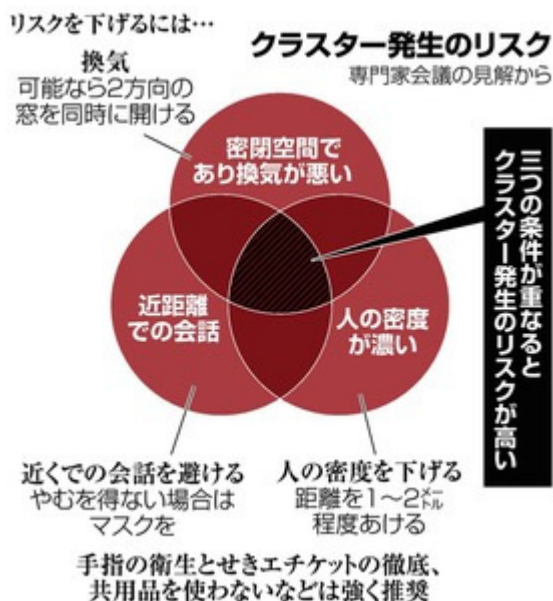 リスクを下げるには…
クラスター発生のリスク
専門家会議の見解から
換気
可能なら2方向の
窓を同時に開ける
密閉空間で
あり換気が悪い
三つの条件が重なると
クラスター発生のリスクが高い
近距離
での会話
人の密度
が濃い
近くでの会話を避ける
やむを得ない場合は
マスクを
人の密度を下げる
距離を1〜2メートル
程度あける
手指の衛生とせきエチケットの徹底、
共用品を使わないなどは強く推奨